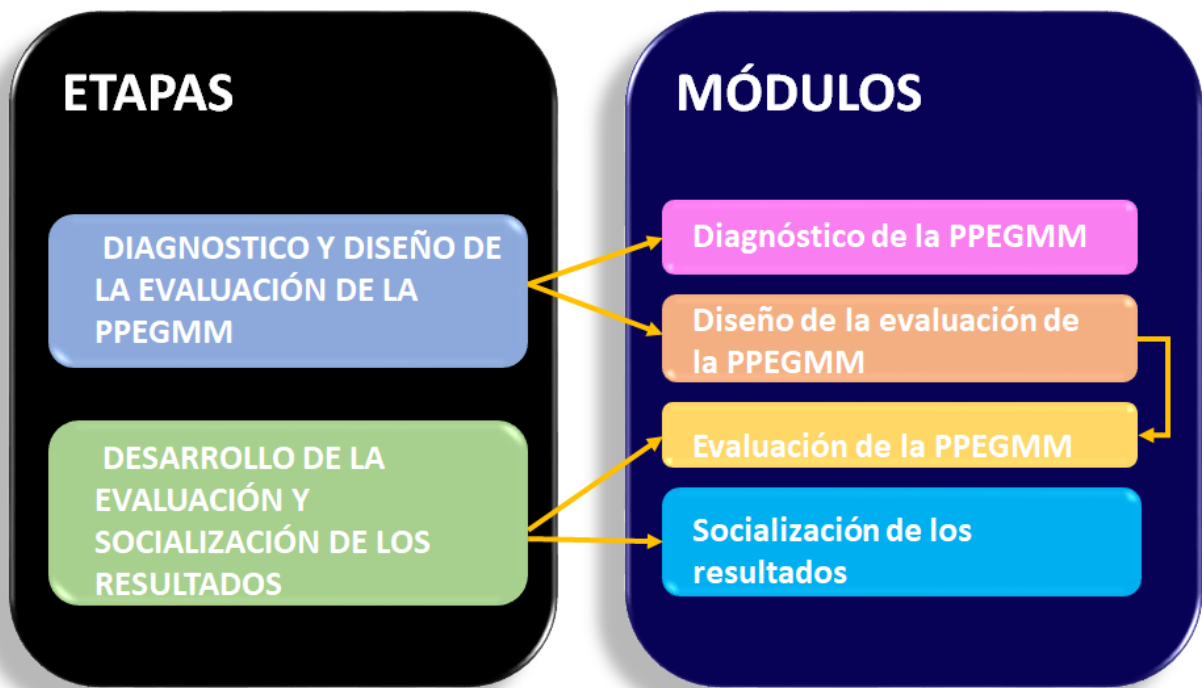 ETAPAS
DIAGNOSTICO Y DISEÑO DE
LA EVALUACIÓN DE LA
PPEGMM
DESARROLLO DE LA
EVALUACIÓN Y
SOCIALIZACIÓN DE LOS
RESULTADOS
MÓDULOS
Diagnóstico de la PPEGMM
Diseño de la evaluación de
la PPEGMM
Evaluación de la PPEGMM
Socialización de los
resultados